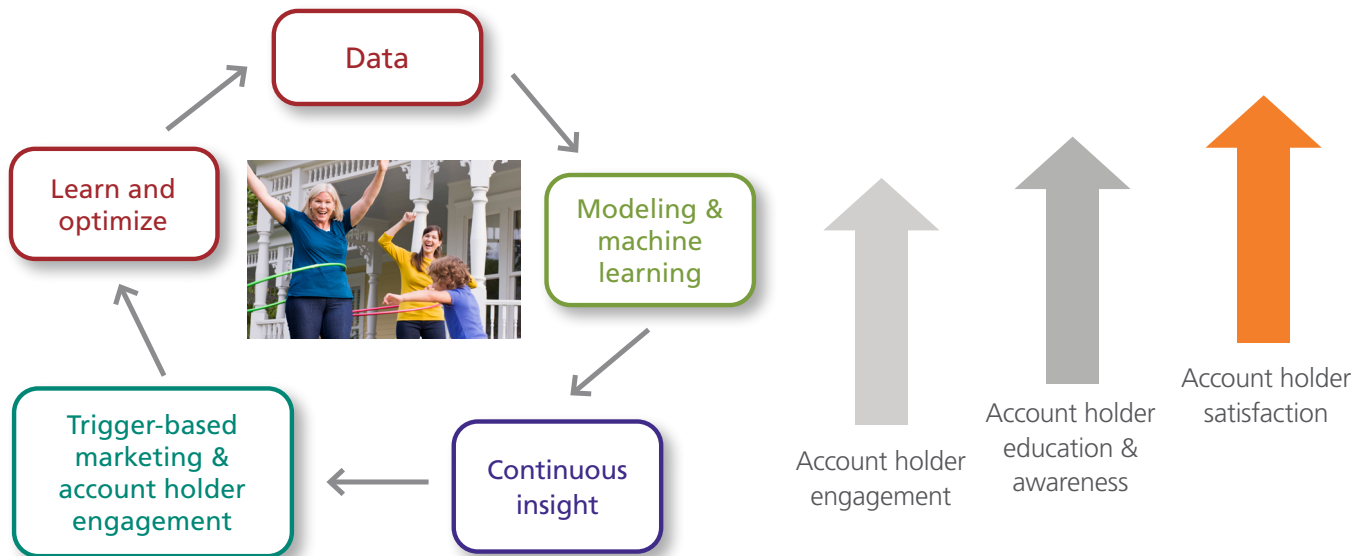 Data
Modeling &
machine
learning
Continuous
insight
Trigger-based
marketing &
account holder
engagement
Learn and
optimize
Account holder
engagement
Account holder
education &
awareness
Account holder
satisfaction